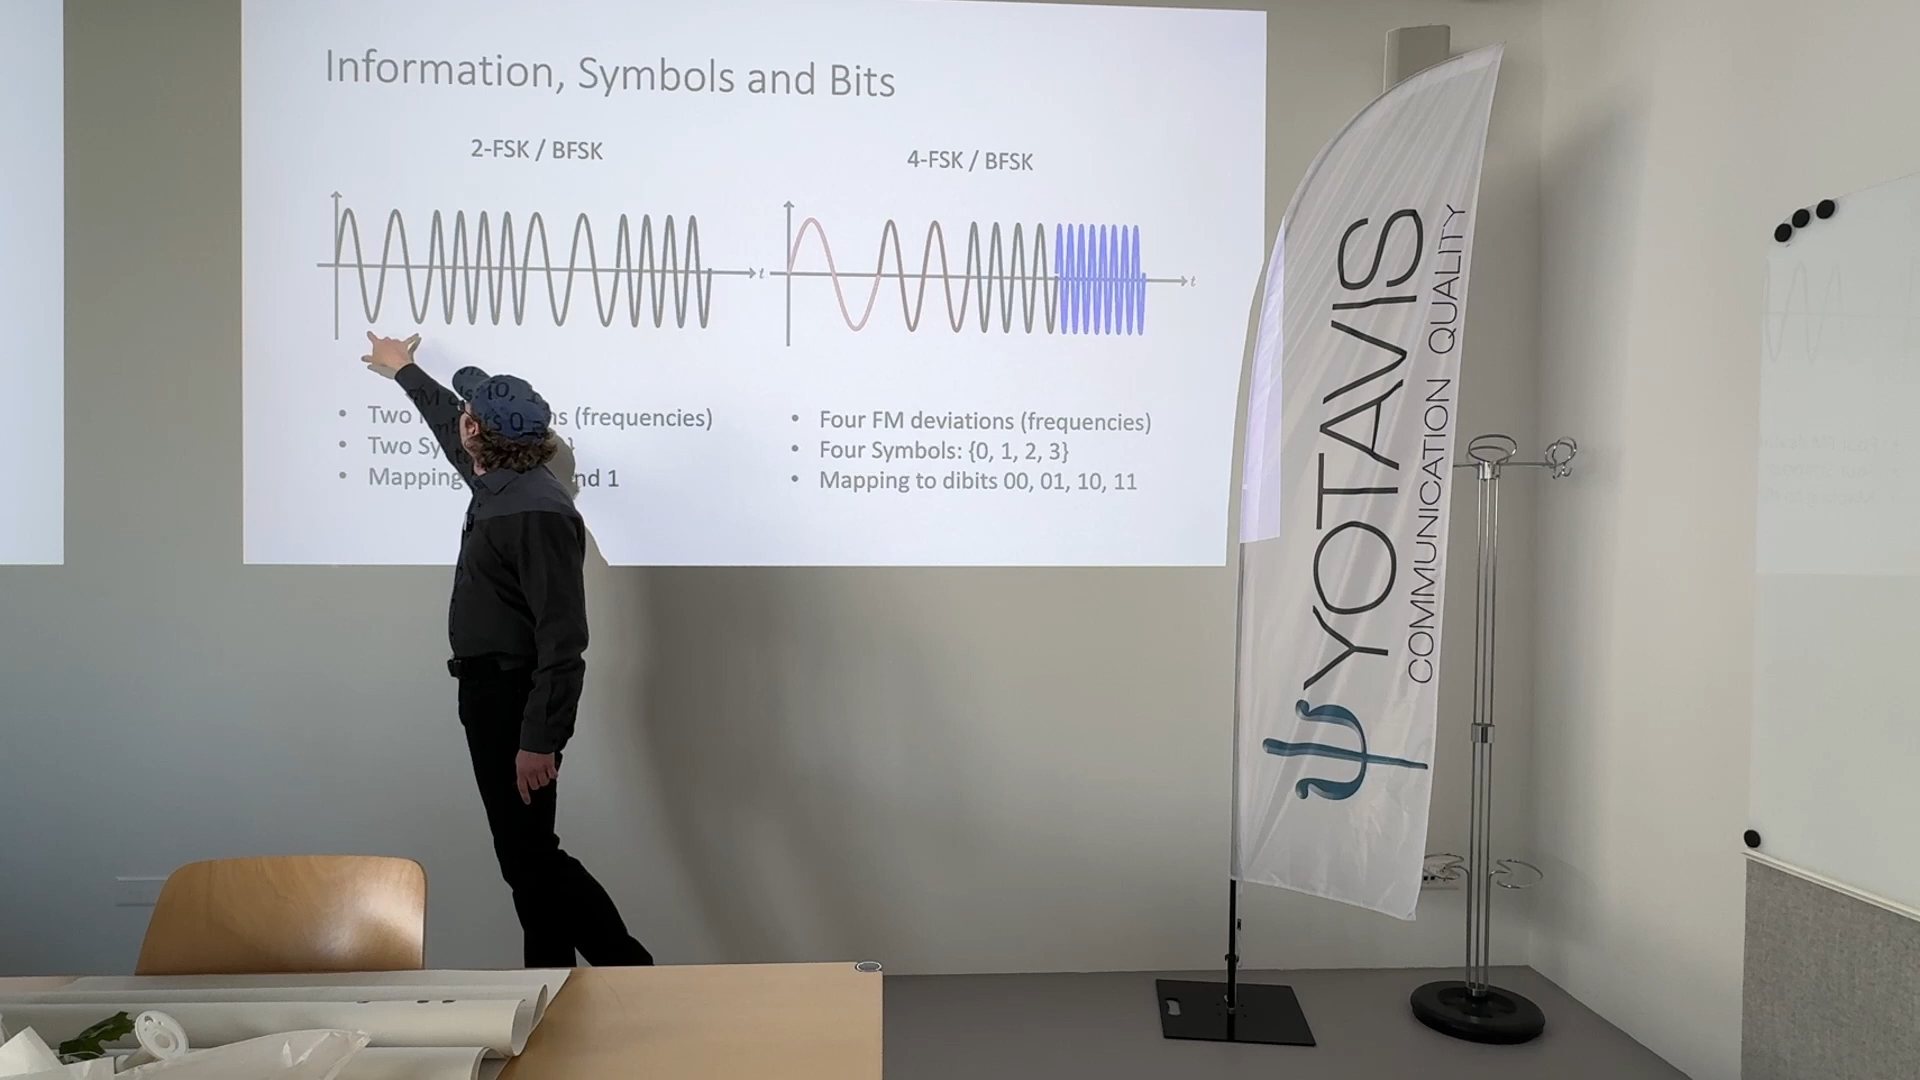 Information, Symbols and Bits
2-FSK / BFSK
t
Two (frequencies)
Two
Mapping 1
4-FSK / BFSK
t
Four FM deviations (frequencies)
Four Symbols: {0, 1, 2, 3}
Mapping to dibits 00, 01, 10, 11
YOTAVIS
COMMUNICATION QUALITY